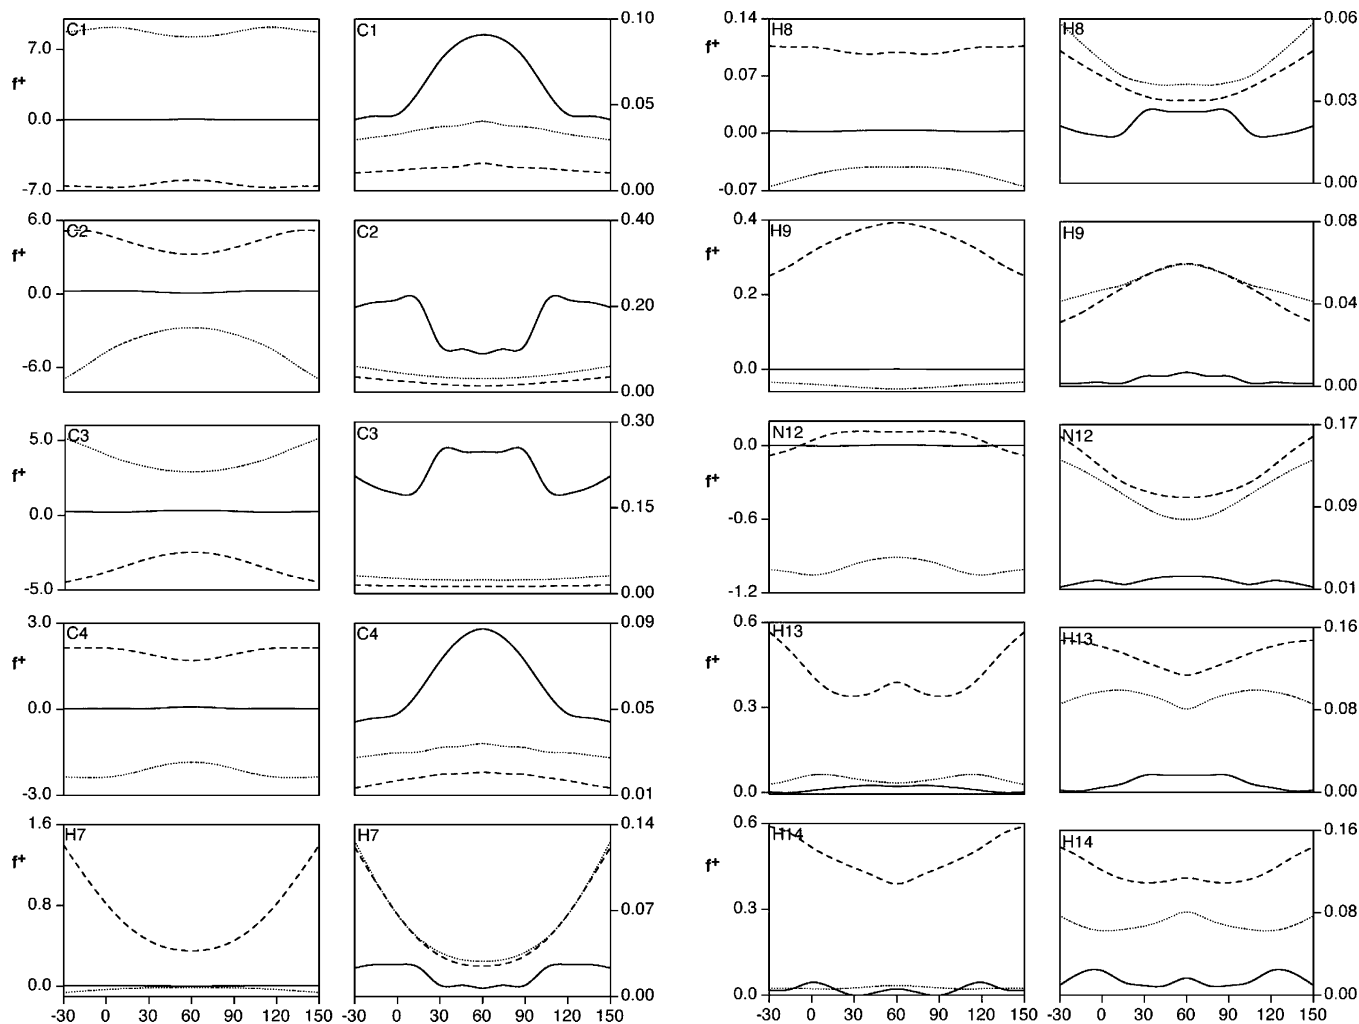 C1
7.0
f+
0.0
-7.0
C1
0.10
0.05
0.00
H8
0.14
f+
0.07
0.00
-0.07
H8
0.06
0.03
0.00
C2
6.0
f+
0.0
-6.0
C2
0.40
0.20
0.00
H9
0.4
f+
0.2
0.0
H9
0.08
0.04
0.00
C3
5.0
f+
0.0
-5.0
C3
0.30
0.15
0.00
N12
0.0
f+
-0.6
-1.2
N12
0.17
0.09
0.01
C4
3.0
f+
0.0
-3.0
C4
0.09
0.05
0.01
H13
0.6
f+
0.3
0.0
H13
0.16
0.08
0.00
H7
1.6
f+
0.8
0.0
-30 0 30 60 90 120 150
H7
0.14
0.07
0.00
-30 0 30 60 90 120 150
H14
0.6
f+
0.3
0.0
-30 0 30 60 90 120 150
H14
0.16
0.08
0.00
-30 0 30 60 90 120 150